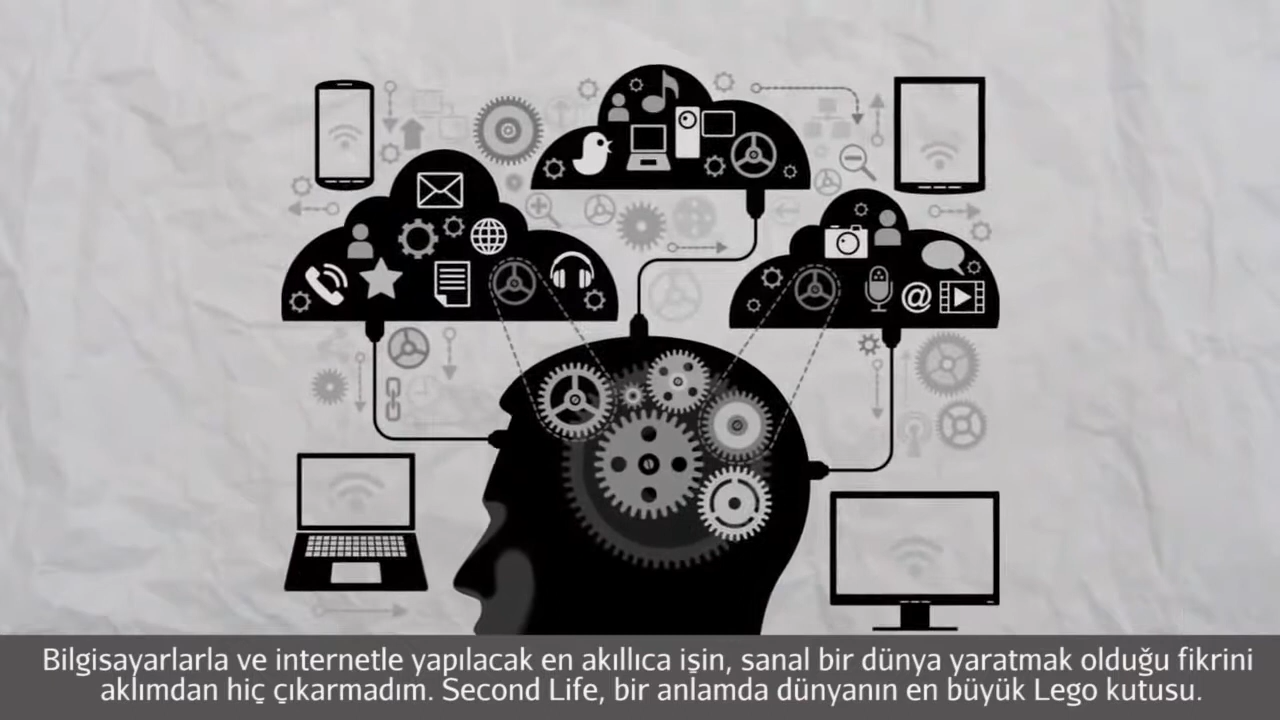 @
Bilgisayarlarla ve internetle yapılacak en akıllıca işin, sanal bir dünya yaratmak olduğu fikrini
aklımdan hiç çıkarmadım. Second Life, bir anlamda dünyanın en büyük Lego kutusu.